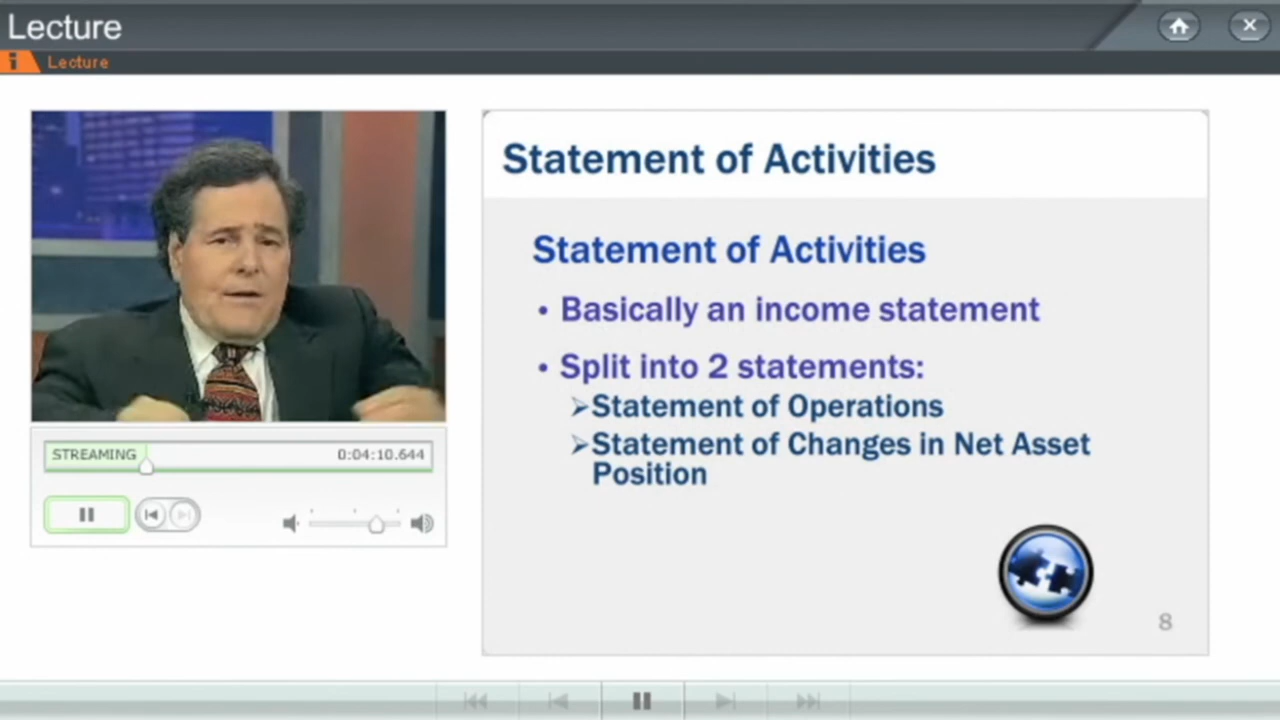 Lecture
i Lecture
Statement of Activities
Statement of Activities
• Basically an income statement
• Split into 2 statements:
➢Statement of Operations
➢Statement of Changes in Net Asset
Position
8
STREAMING 0:04:10.644